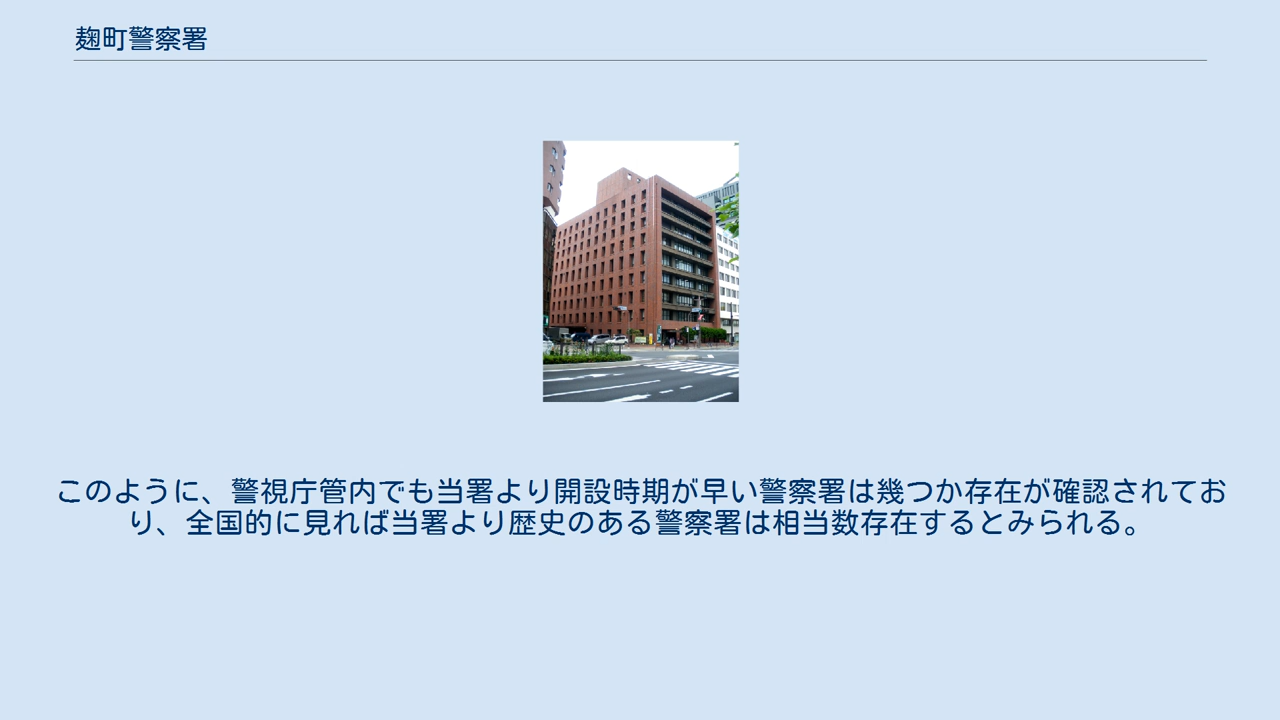 麹町警察署
このように、警視庁管内でも当署より開設時期が早い警察署は幾つか存在が確認されてお
り、全国的に見れば当署より歴史のある警察署は相当数存在するとみられる。